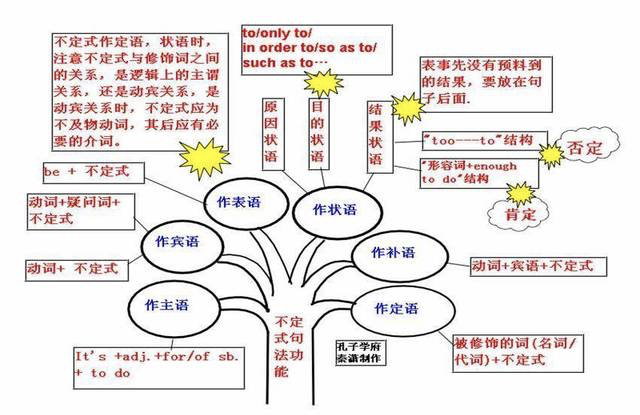 不定式作定语，状语时，
注意不定式与修饰词之间
的关系，是逻辑上的主谓
关系，还是动宾关系，是
动宾关系时，不定式应为
不及物动词，其后应有必
要的介词。
to/only to/
in order to/so as to/
such as to…
表事先没有预料到
的结果，要放在句
子后面.
原因状语
目的状语
结果状语
"too---to"结构
否定
"形容词+enough
to do"结构
肯定
be + 不定式
作表语
作状语
动词+疑问词+
不定式
作宾语
动词+ 不定式
作补语
动词+宾语+不定式
作主语
It's +adj.+for/of sb.
+ to do
作定语
被修饰的词(名词/
代词)+不定式
不定式句法功能
孔子学府
秦潇制作